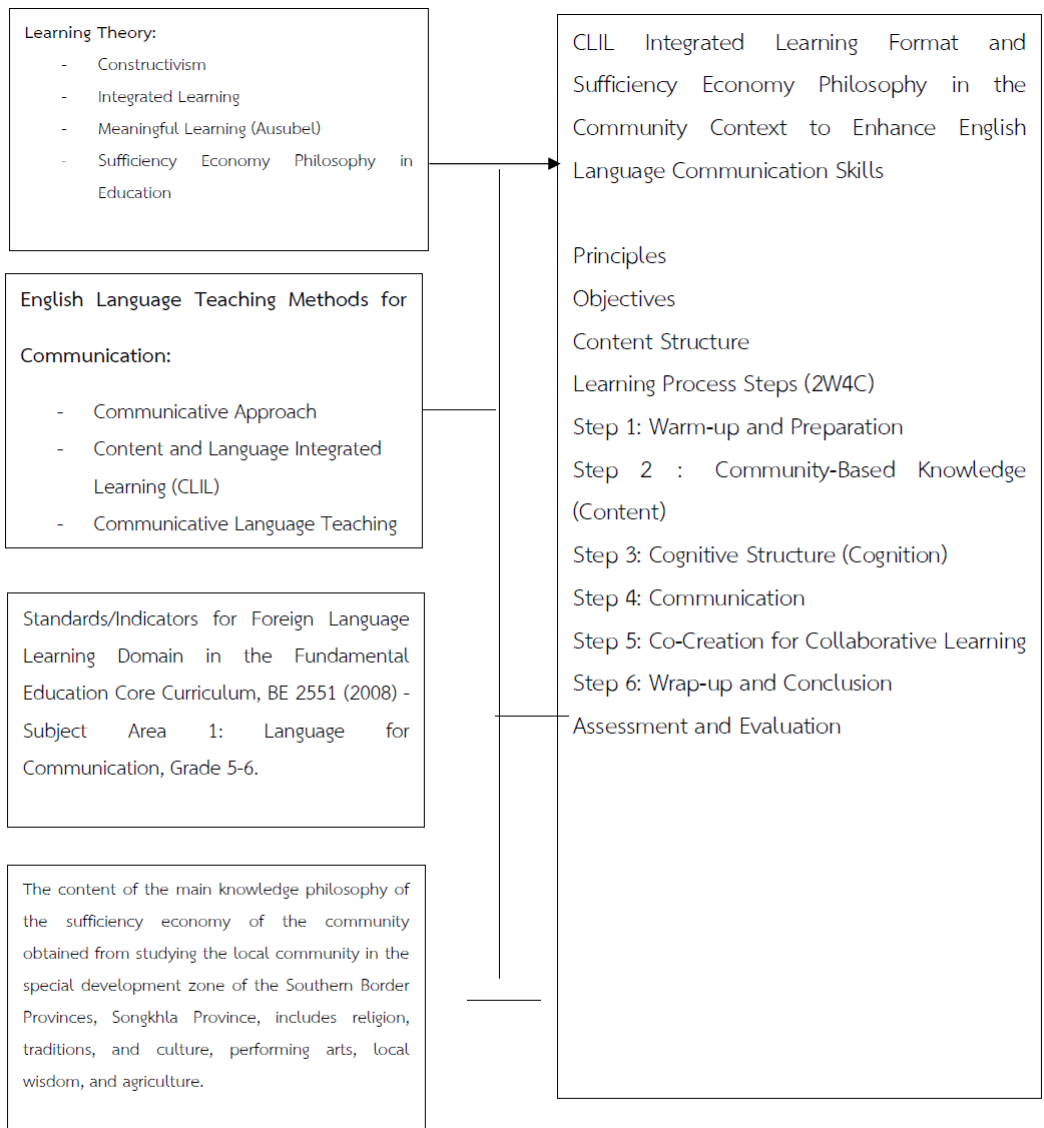 Learning Theory:
- Constructivism
- Integrated Learning
- Meaningful Learning (Ausubel)
- Sufficiency Economy Philosophy in
Education
English Language Teaching Methods for
Communication:
- Communicative Approach
- Content and Language Integrated
Learning (CLIL)
- Communicative Language Teaching
Standards/Indicators for Foreign Language
Learning Domain in the Fundamental
Education Core Curriculum, BE 2551 (2008) -
Subject Area 1: Language for
Communication, Grade 5-6.
The content of the main knowledge philosophy of
the sufficiency economy of the community
obtained from studying the local community in the
special development zone of the Southern Border
Provinces, Songkhla Province, includes religion,
traditions, and culture, performing arts, local
wisdom, and agriculture.
CLIL Integrated Learning Format and
Sufficiency Economy Philosophy in the
Community Context to Enhance English
Language Communication Skills
Principles
Objectives
Content Structure
Learning Process Steps (2W4C)
Step 1: Warm-up and Preparation
Step 2 : Community-Based Knowledge
(Content)
Step 3: Cognitive Structure (Cognition)
Step 4: Communication
Step 5: Co-Creation for Collaborative Learning
Step 6: Wrap-up and Conclusion
Assessment and Evaluation